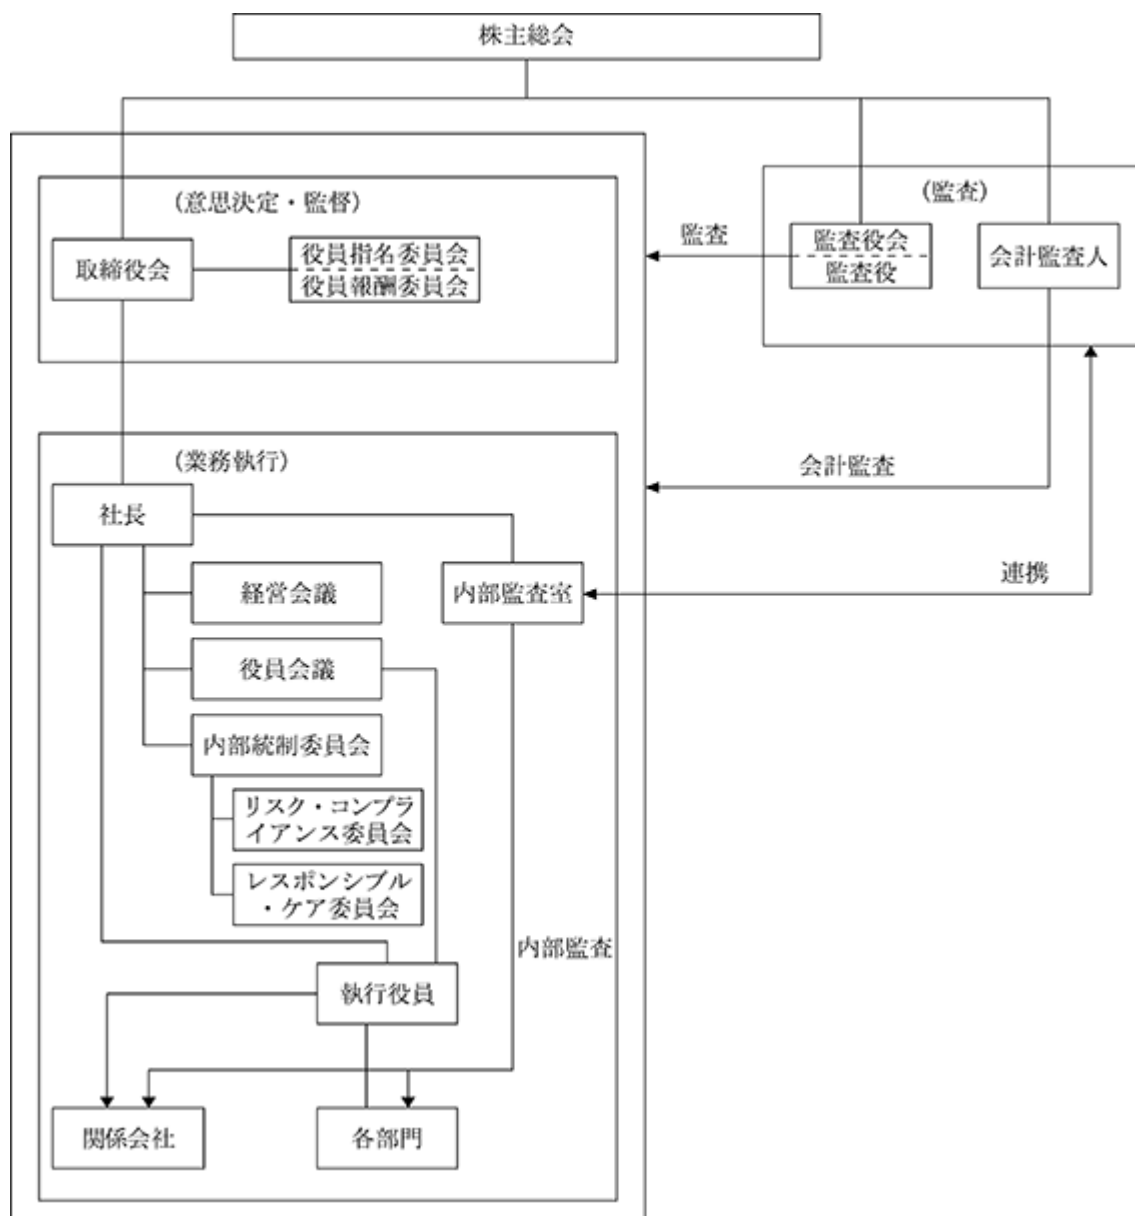 株主総会
(意思決定・監督)
取締役会
役員指名委員会
役員報酬委員会
監査
(監査)
監査役会
監査役
会計監査人
会計監査
連携
(業務執行)
社長
経営会議
内部監査室
役員会議
内部統制委員会
リスク・コンプラ
イアンス委員会
レスポンシブル
・ケア委員会
内部監査
執行役員
関係会社
各部門